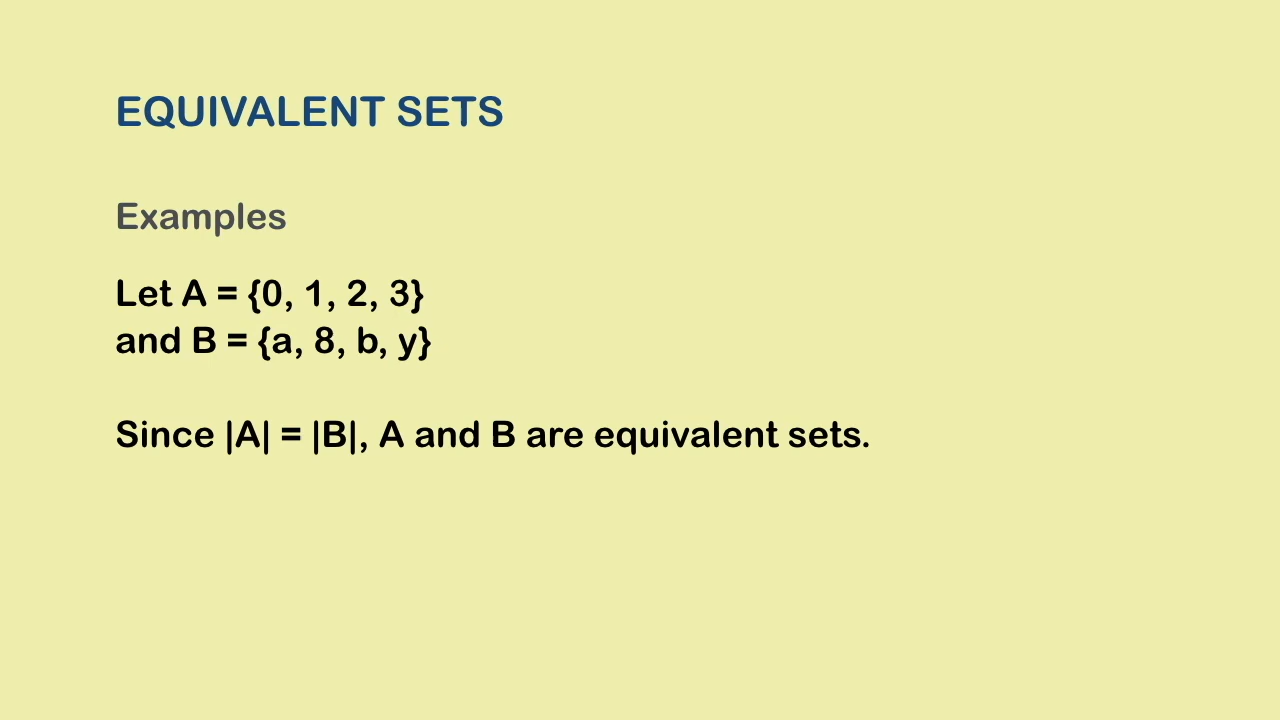 EQUIVALENT SETS
Examples
Let A = {0, 1, 2, 3}
and B = {a, 8, b, y}
Since |A| = |B|, A and B are equivalent sets.